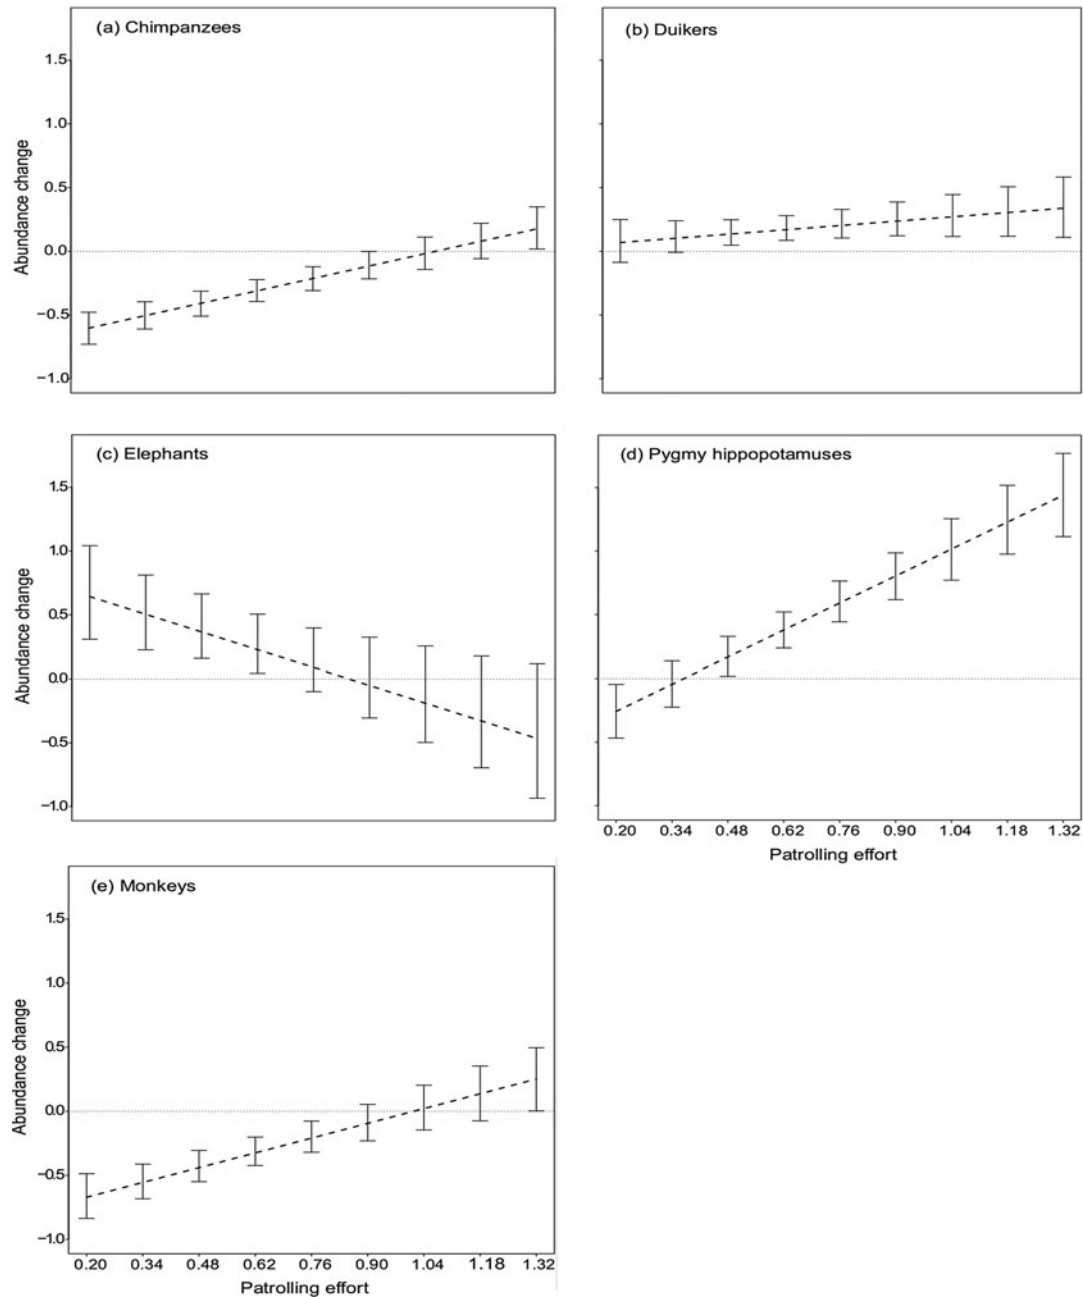 (a) Chimpanzees
1.5
1.0
0.5
0.0
−0.5
−1.0
Abundance change
(b) Duikers
(c) Elephants
1.5
1.0
0.5
0.0
−0.5
−1.0
Abundance change
(d) Pygmy hippopotamuses
0.20 0.34 0.48 0.62 0.76 0.90 1.04 1.18 1.32
Patrolling effort
(e) Monkeys
1.5
1.0
0.5
0.0
−0.5
−1.0
Abundance change
0.20 0.34 0.48 0.62 0.76 0.90 1.04 1.18 1.32
Patrolling effort